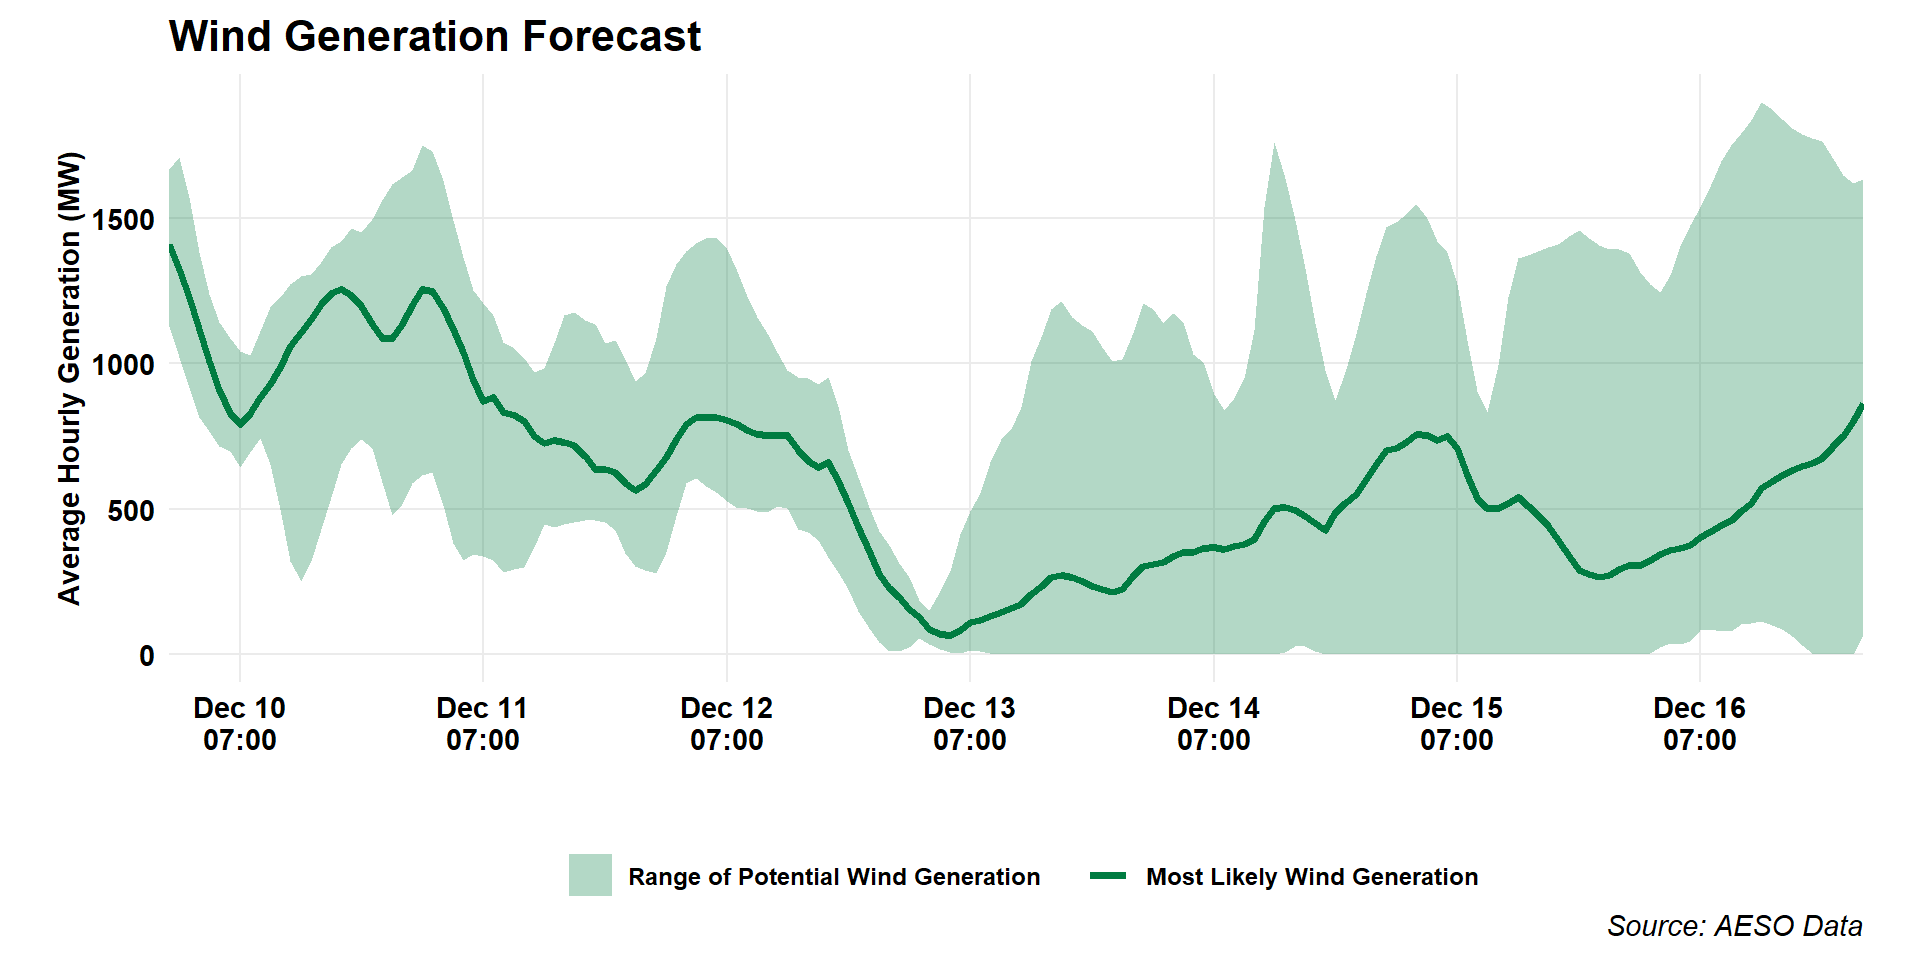 Wind Generation Forecast
Average Hourly Generation (MW)
1500
1000
500
0
Dec 10
07:00
Dec 11
07:00
Dec 12
07:00
Dec 13
07:00
Dec 14
07:00
Dec 15
07:00
Dec 16
07:00
Range of Potential Wind Generation
Most Likely Wind Generation
Source: AESO Data